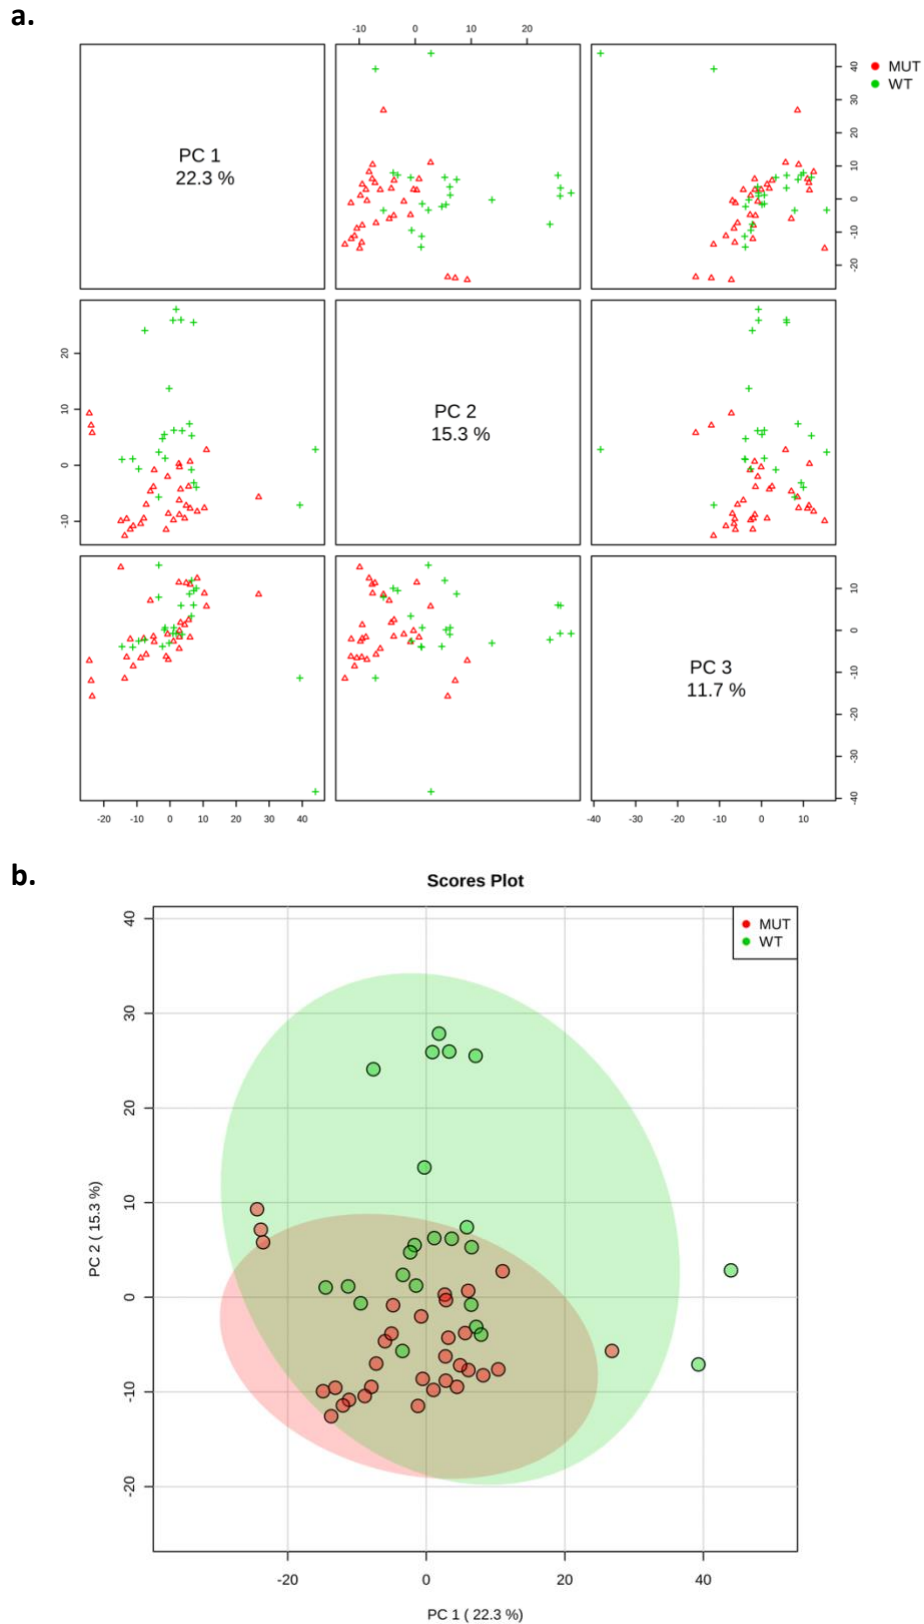 a.
-10 0 10 20
MUT
WT
PC 1
22.3 %
40
30
20
10
0
-10
-20
20
10
0
-10
PC 2
15.3 %
PC 3
11.7 %
10
0
-10
-20
-30
-40
-20 -10 0 10 20 30 40
-40 -30 -20 -10 0 10
b.
Scores Plot
MUT
WT
40
30
20
10
0
-10
-20
PC 2 ( 15.3 %)
-20 0 20 40
PC 1 ( 22.3 %)